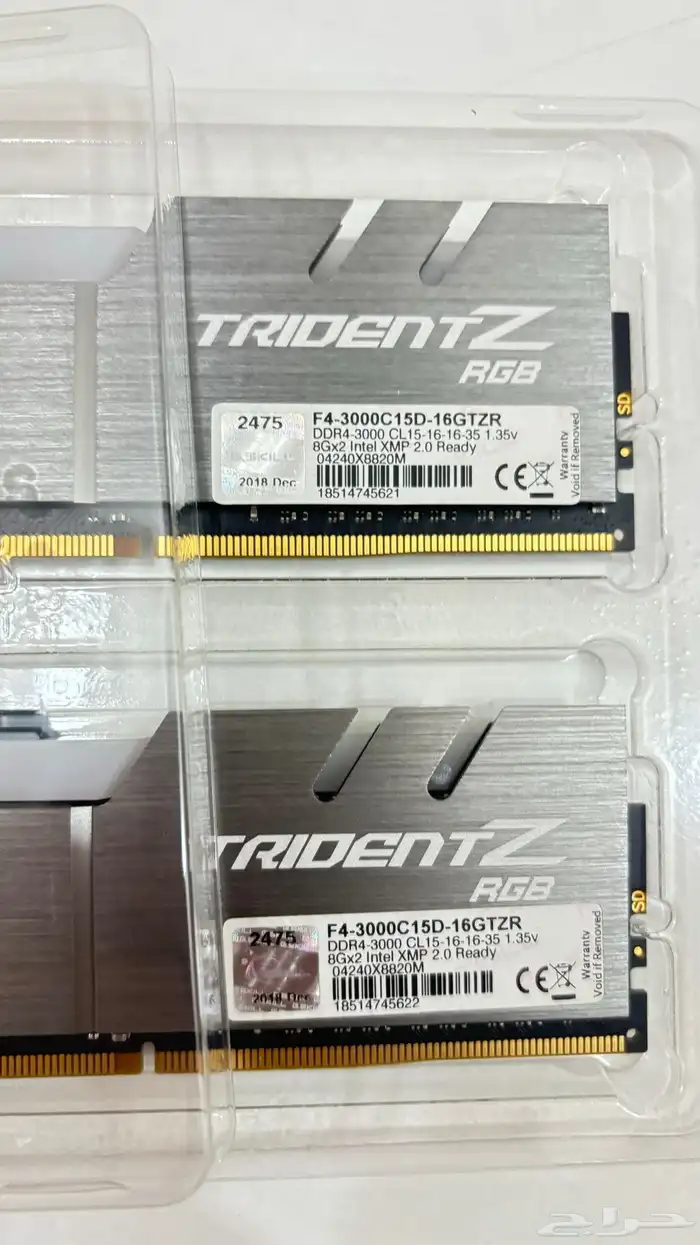 TRIDENTZ
RGB
2475
2018 Dec
F4-3000C15D-16GTZR
DDR4-3000 CL15-16-16-35 1.35v
8Gx2 Intel XMP 2.0 Ready
04240X8820M
18514745621
CE
Warranty
Void if Removed
SD
TRIDENTZ
RGB
2475
2018 Dec
F4-3000C15D-16GTZR
DDR4-3000 CL15-16-16-35 1.35v
8Gx2 Intel XMP 2.0 Ready
04240X8820M
18514745622
CE
Warranty
Void if Removed
SD
حراج